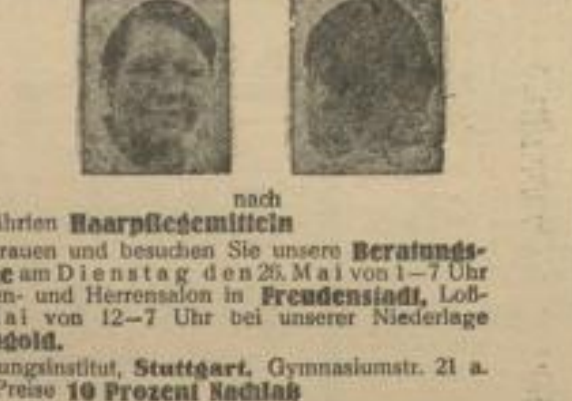 nach
ährten Haarpflegemitteln
rauen und besuchen Sie unsere Beratungs-
e am Dienstag den 26. Mai von 1—7 Uhr
en- und Herrensalon in Freudenstadt, Loß-
ai von 12—7 Uhr bei unserer Niederlage
gold.
ungsinstitut, Stuttgart, Gymnasiumstr. 21 a.
Preise 10 Prozent Nachlaß